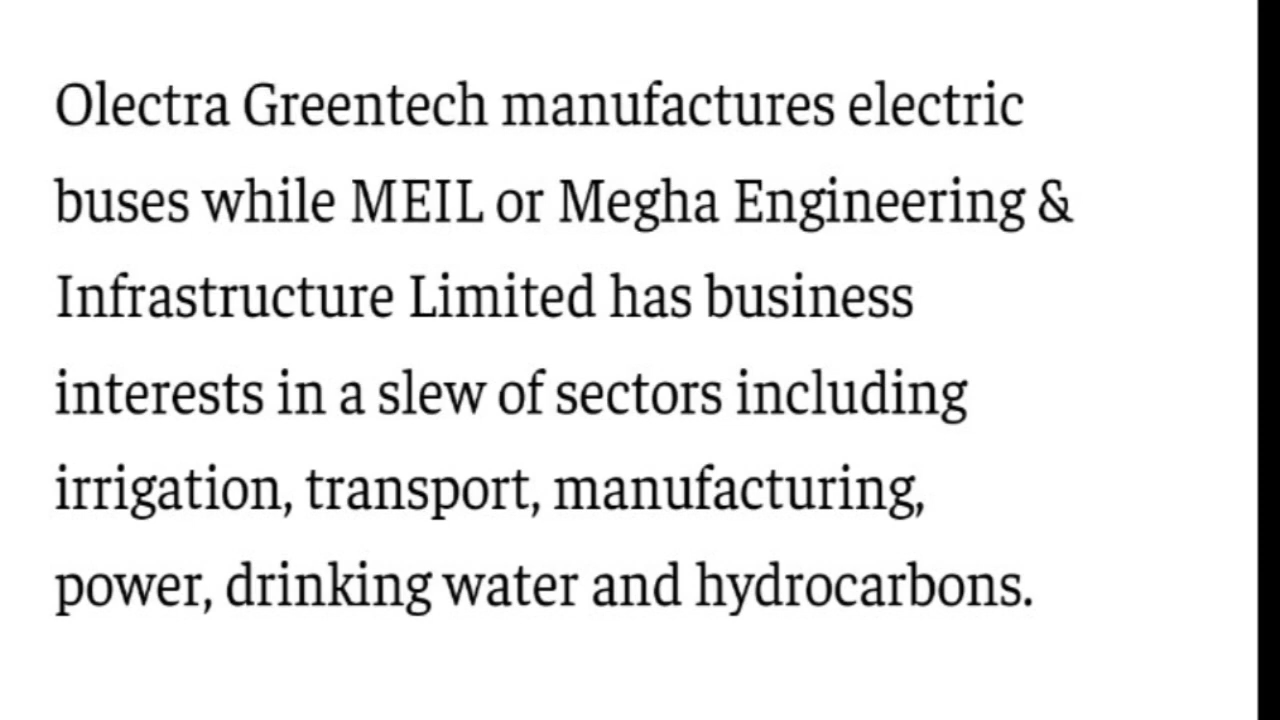 Olectra Greentech manufactures electric
buses while MEIL or Megha Engineering &
Infrastructure Limited has business
interests in a slew of sectors including
irrigation, transport, manufacturing,
power, drinking water and hydrocarbons.